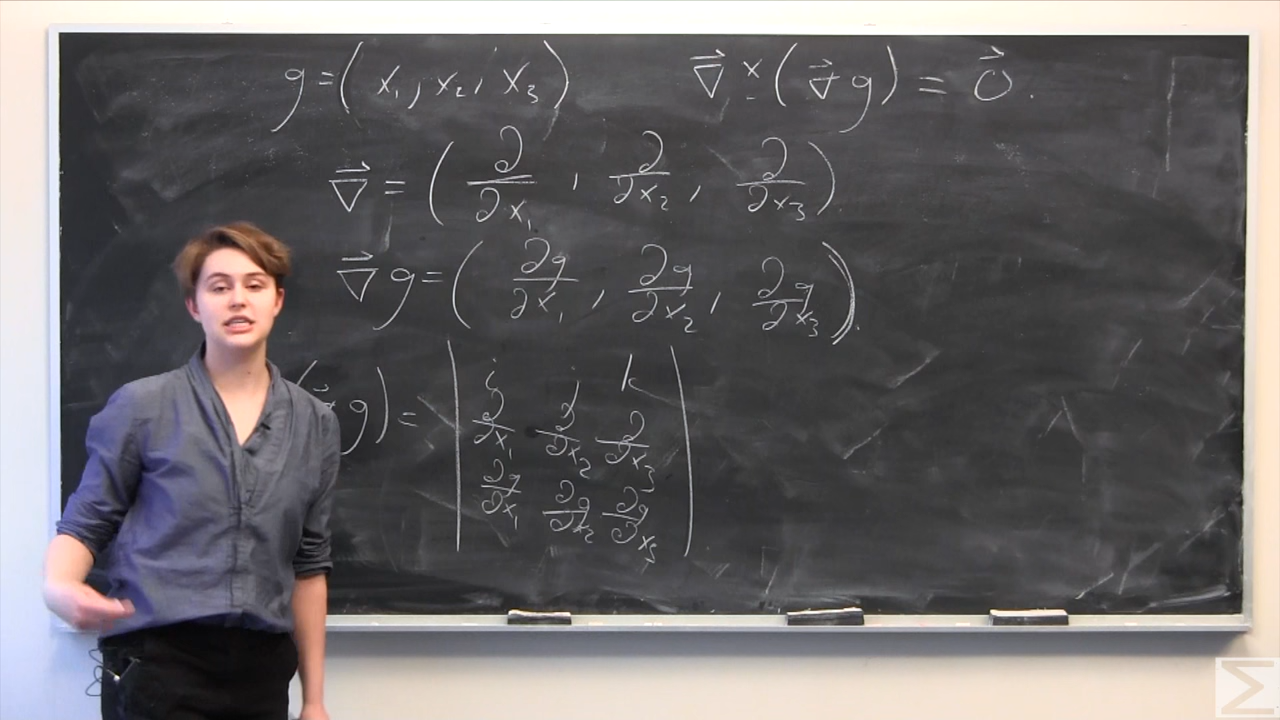 g = (x₁, x₂, x₃) ∇⃗ × (∇⃗ g) = 0⃗.
∇⃗ = (∂/∂x₁, ∂/∂x₂, ∂/∂x₃).
∇⃗ g = (∂g/∂x₁, ∂g/∂x₂, ∂g/∂x₃).
(∇⃗ g) = | i j k |
| ∂/∂x₁ ∂/∂x₂ ∂/∂x₃ |
| ∂g/∂x₁ ∂g/∂x₂ ∂g/∂x₃ |
Σ